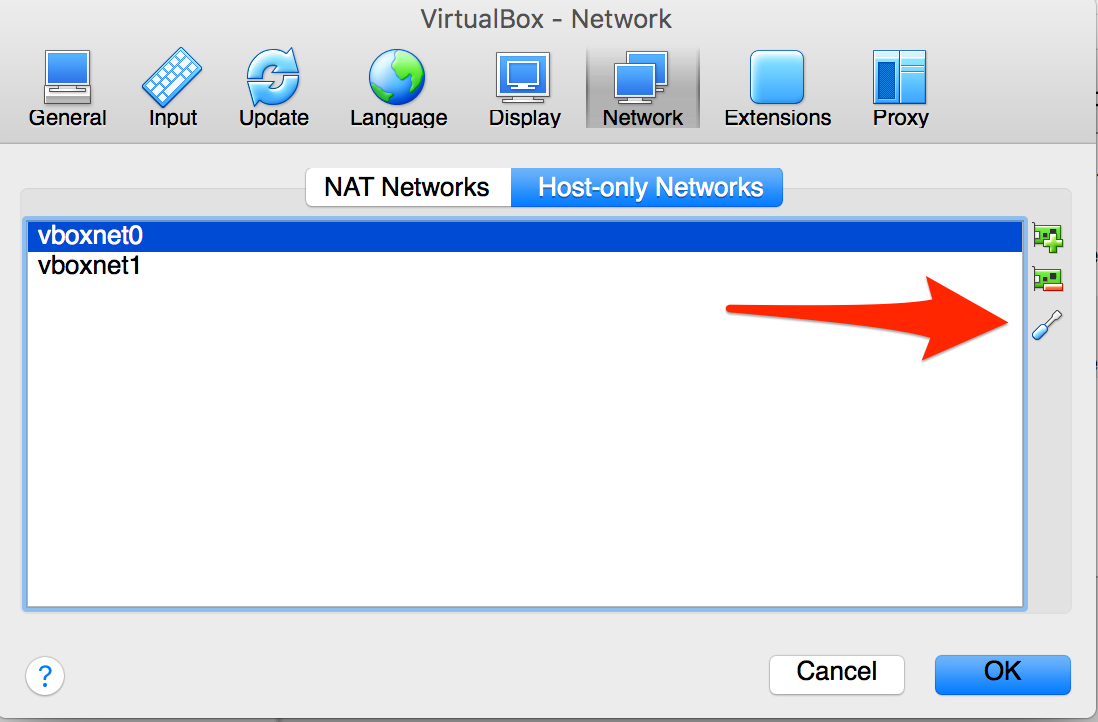 VirtualBox - Network
General Input Update Language Display Network Extensions Proxy
NAT Networks Host-only Networks
vboxnet0
vboxnet1
? Cancel OK